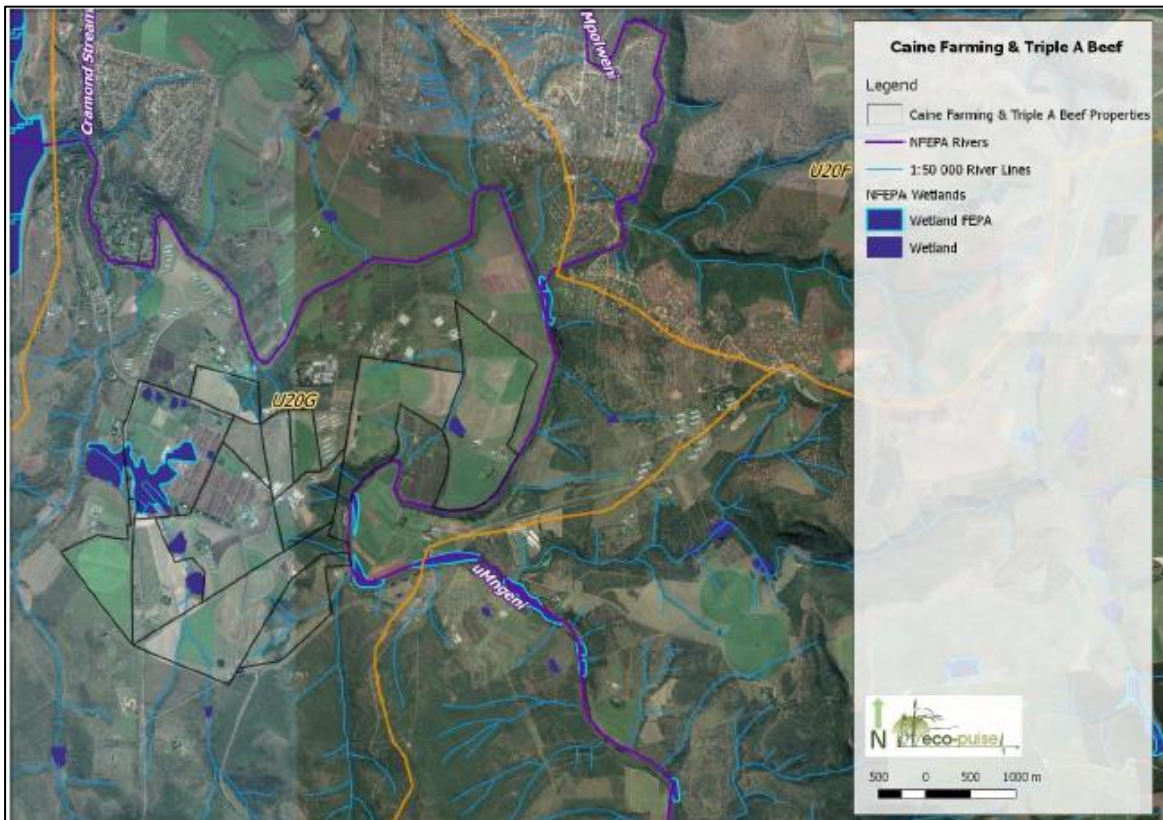 Cramond Stream
Mpolweni
U20F
U20G
uMngeni
Caine Farming & Triple A Beef
Legend
Caine Farming & Triple A Beef Properties
NFEPA Rivers
1:50 000 River Lines
NFEPA Wetlands
Wetland FEPA
Wetland
N
eco-pulse
500 0 500 1000 m